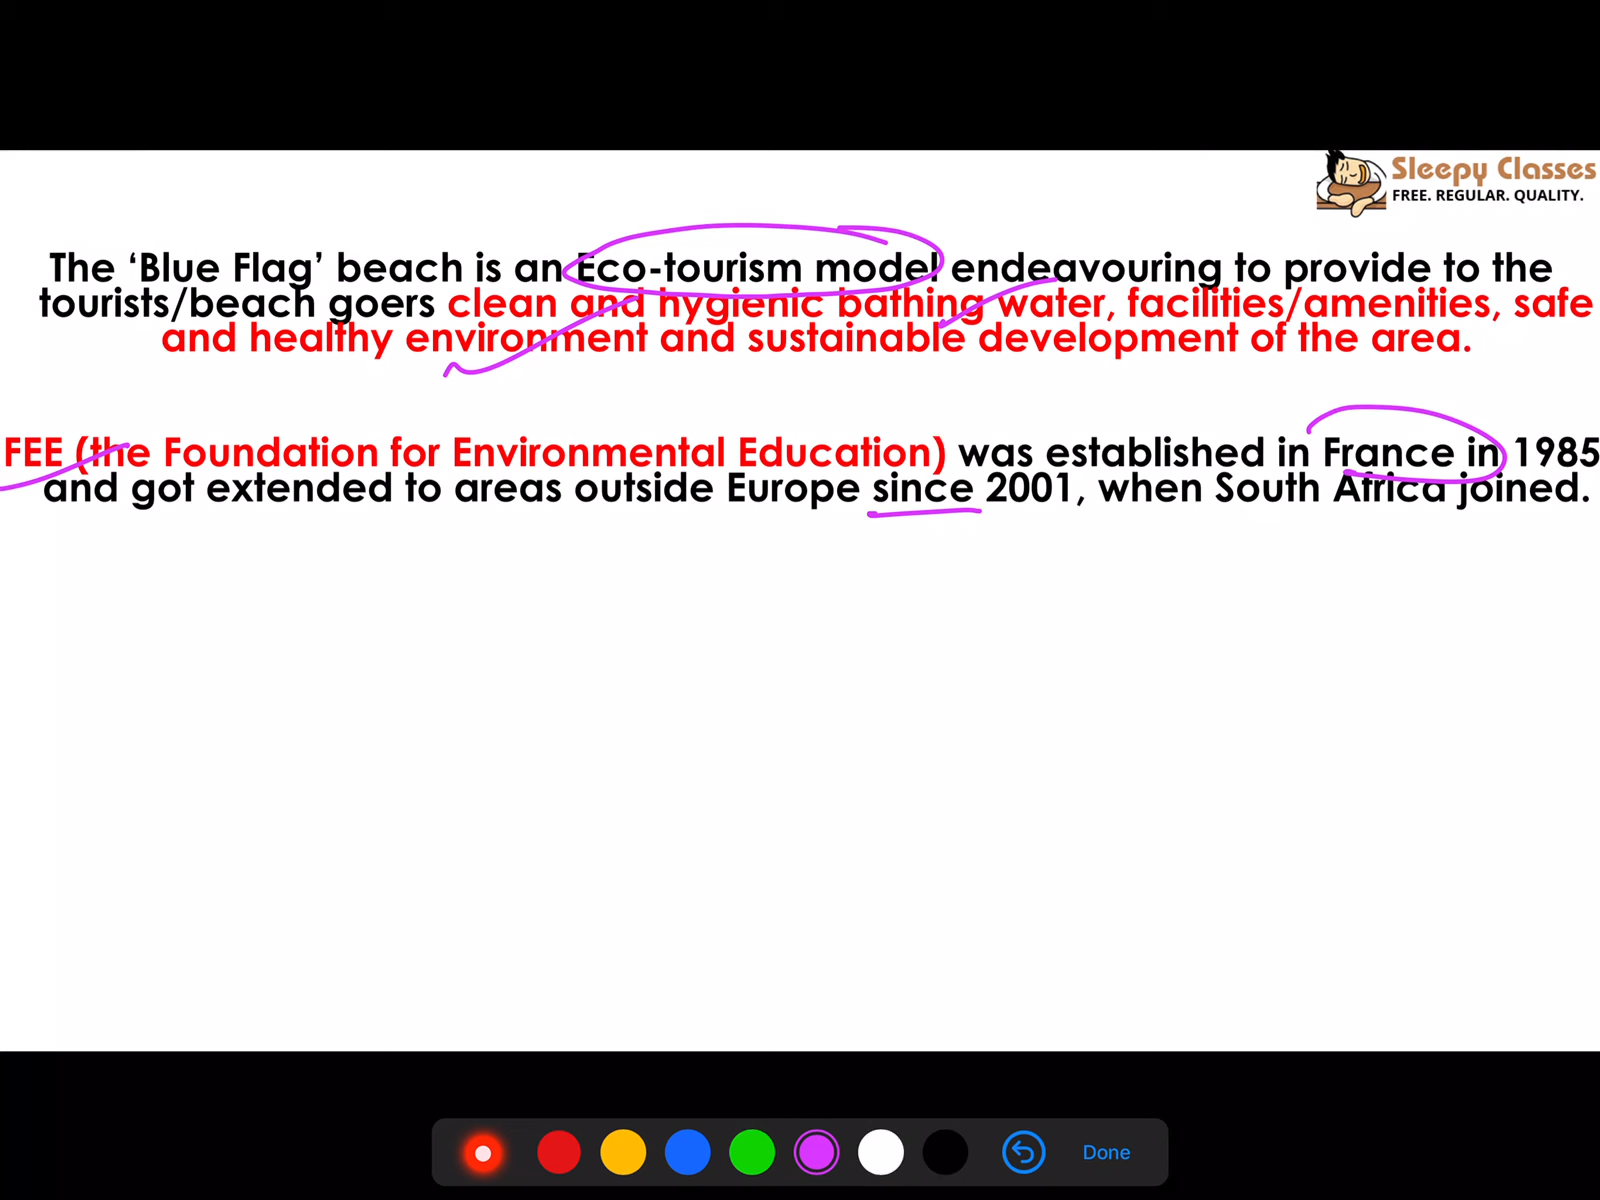 Sleepy Classes
FREE. REGULAR. QUALITY.
The ‘Blue Flag’ beach is an Eco-tourism model endeavouring to provide to the
tourists/beach goers clean and hygienic bathing water, facilities/amenities, safe
and healthy environment and sustainable development of the area.
FEE (the Foundation for Environmental Education) was established in France in 1985
and got extended to areas outside Europe since 2001, when South Africa joined.
Done